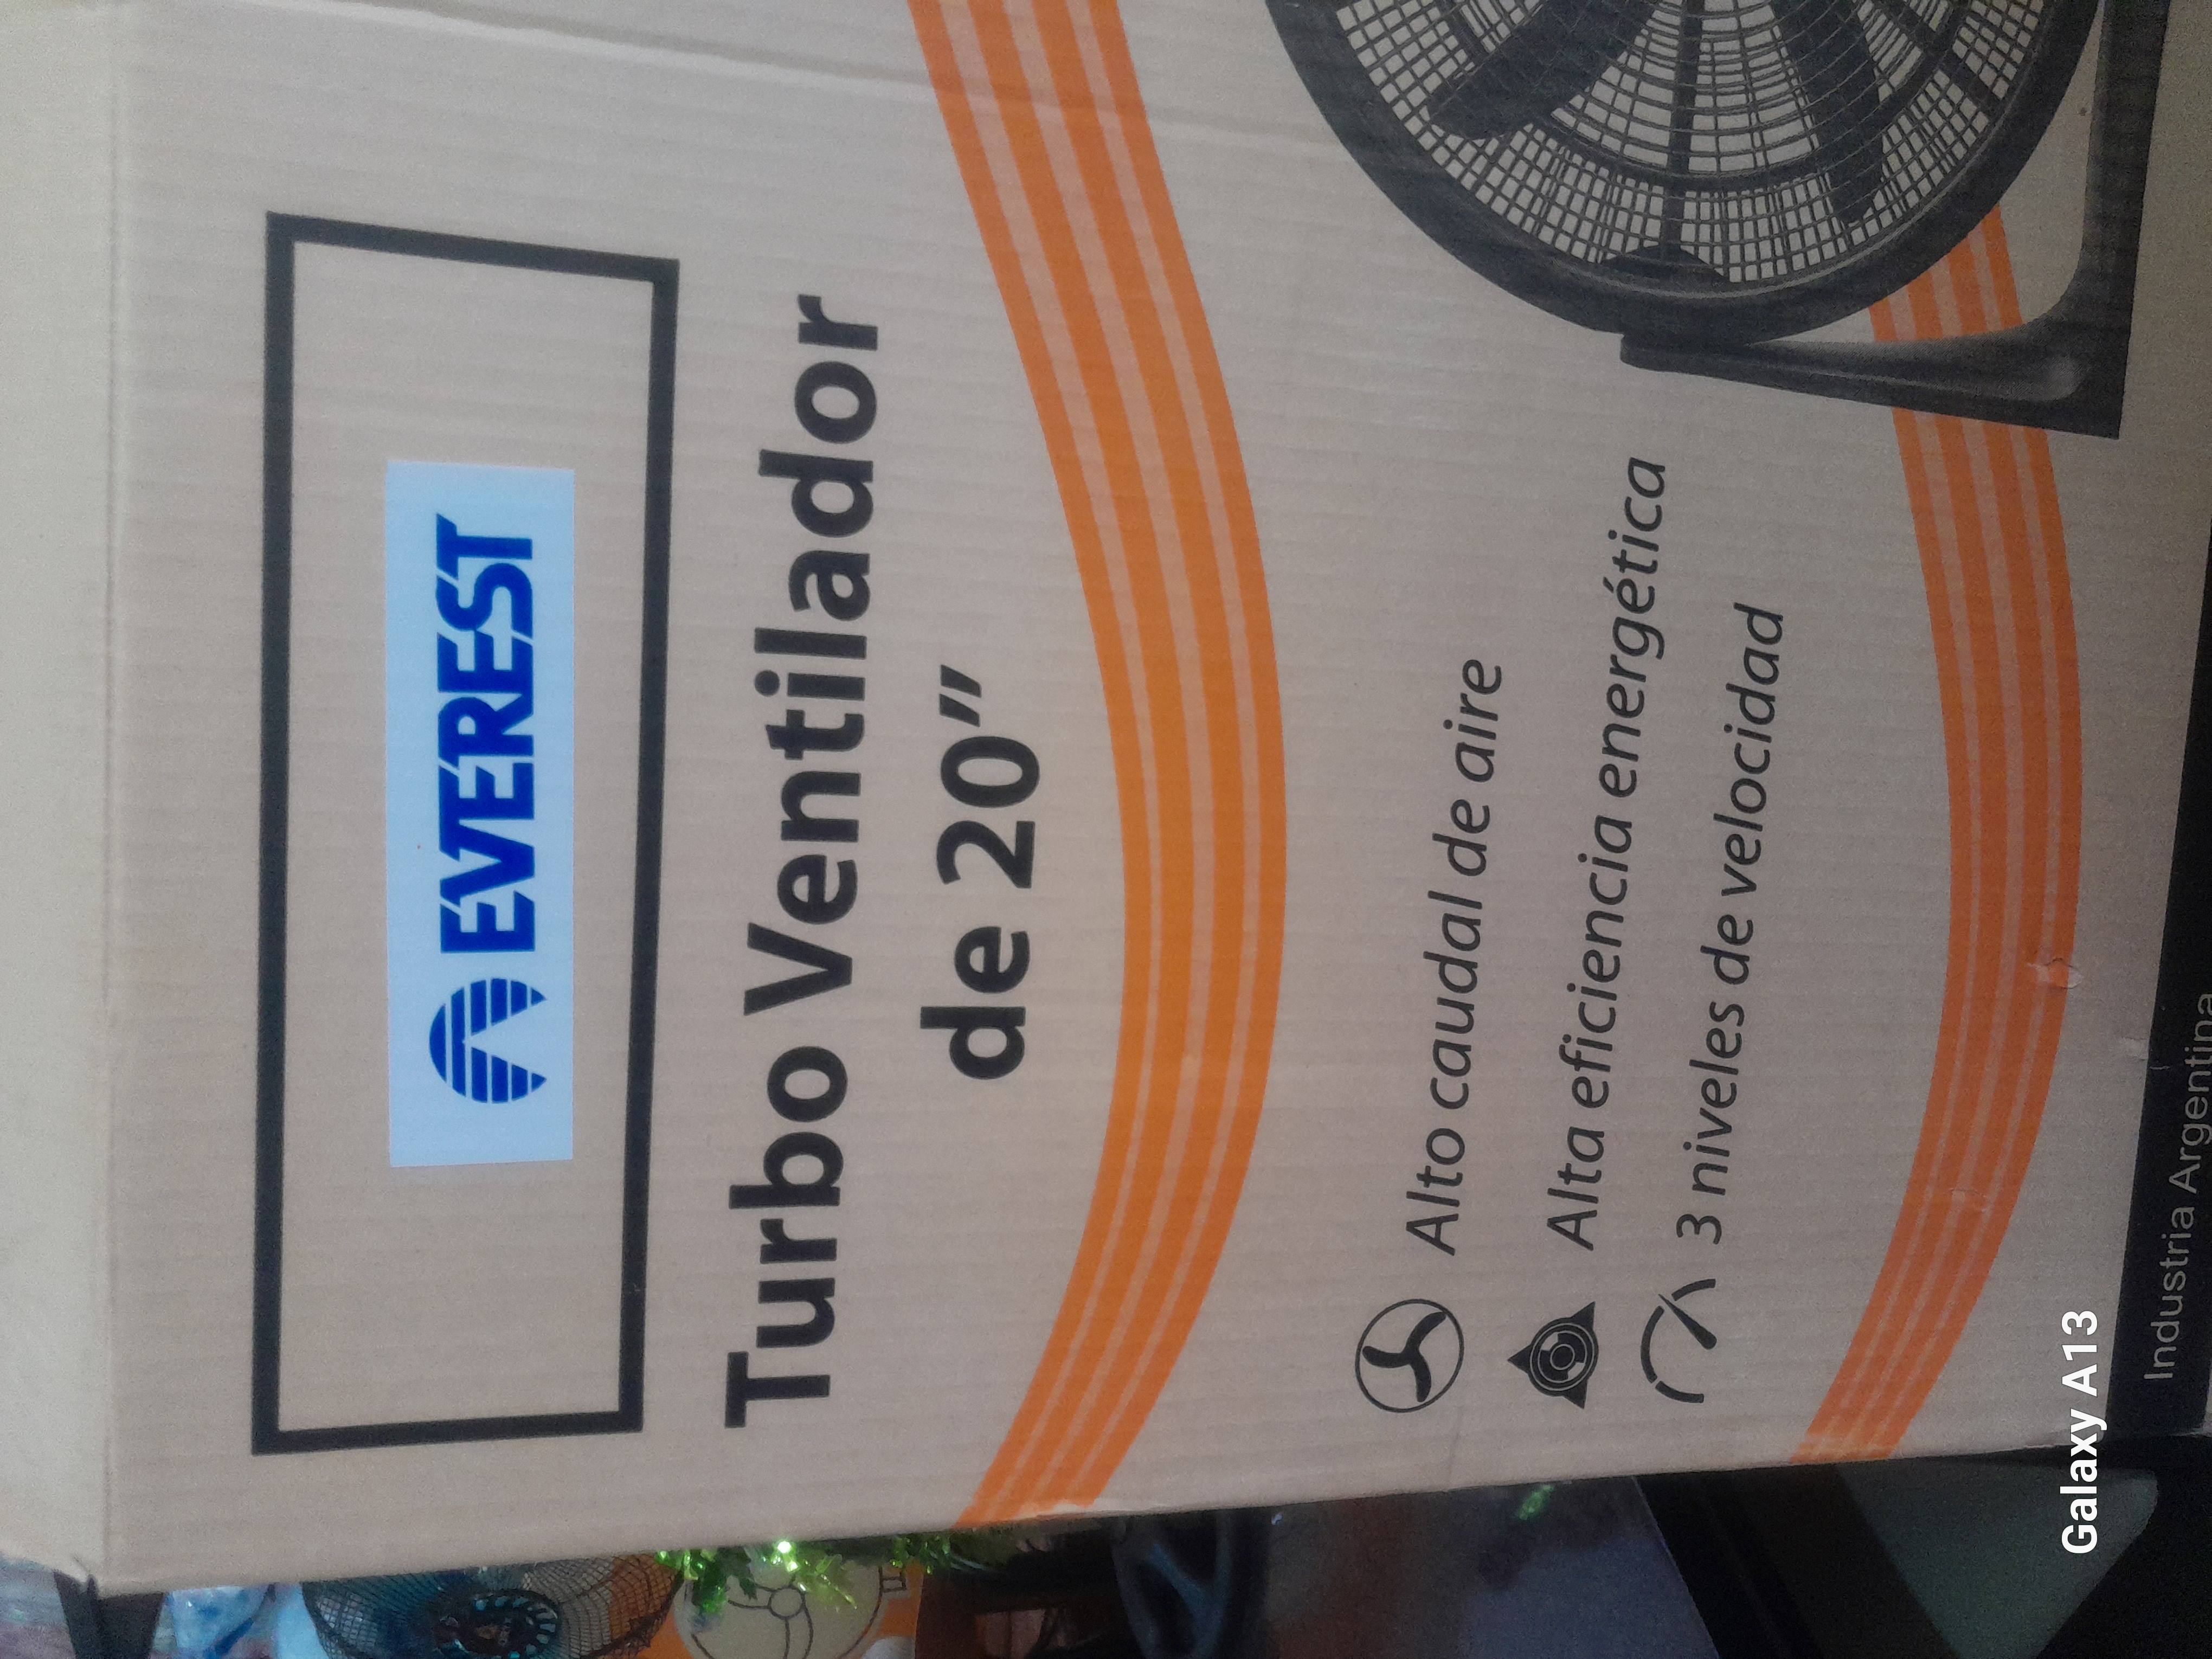 EVEREST
Turbo Ventilador
de 20”
Alto caudal de aire
Alta eficiencia energética
3 niveles de velocidad
Industria Argentina
Galaxy A13